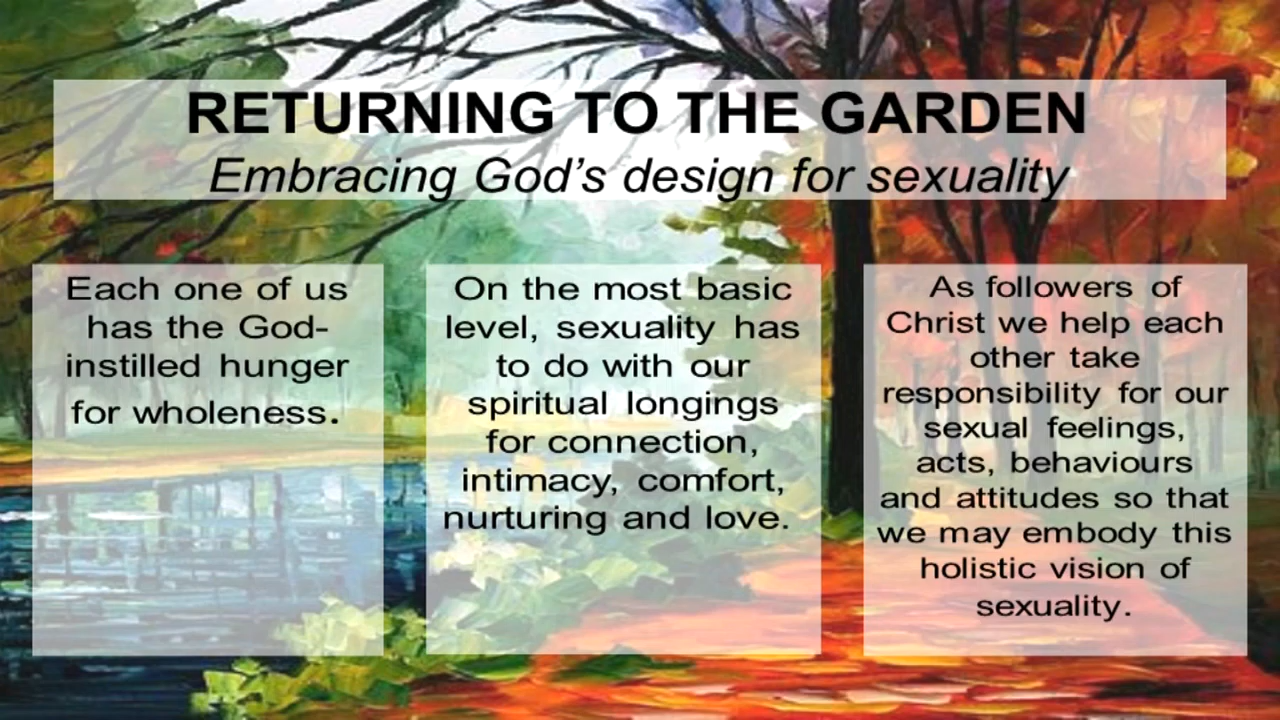 RETURNING TO THE GARDEN
Embracing God's design for sexuality
Each one of us
has the God-
instilled hunger
for wholeness.
On the most basic
level, sexuality has
to do with our
spiritual longings
for connection,
intimacy, comfort,
nurturing and love.
As followers of
Christ we help each
other take
responsibility for our
sexual feelings,
acts, behaviours
and attitudes so that
we may embody this
holistic vision of
sexuality.